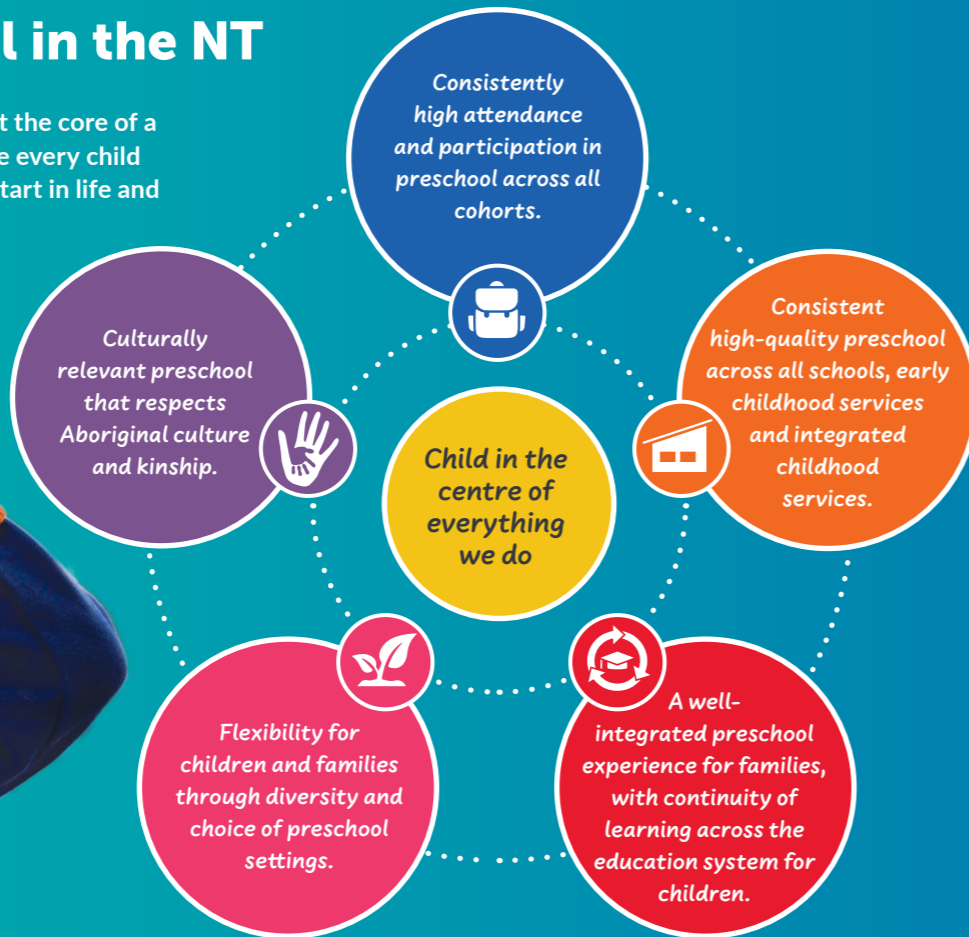 l in the NT
t the core of a
e every child
tart in life and
Consistently
high attendance
and participation in
preschool across all
cohorts.
Culturally
relevant preschool
that respects
Aboriginal culture
and kinship.
Consistent
high-quality preschool
across all schools, early
childhood services
and integrated
childhood
services.
Child in the
centre of
everything
we do
Flexibility for
children and families
through diversity and
choice of preschool
settings.
A well-
integrated preschool
experience for families,
with continuity of
learning across the
education system for
children.